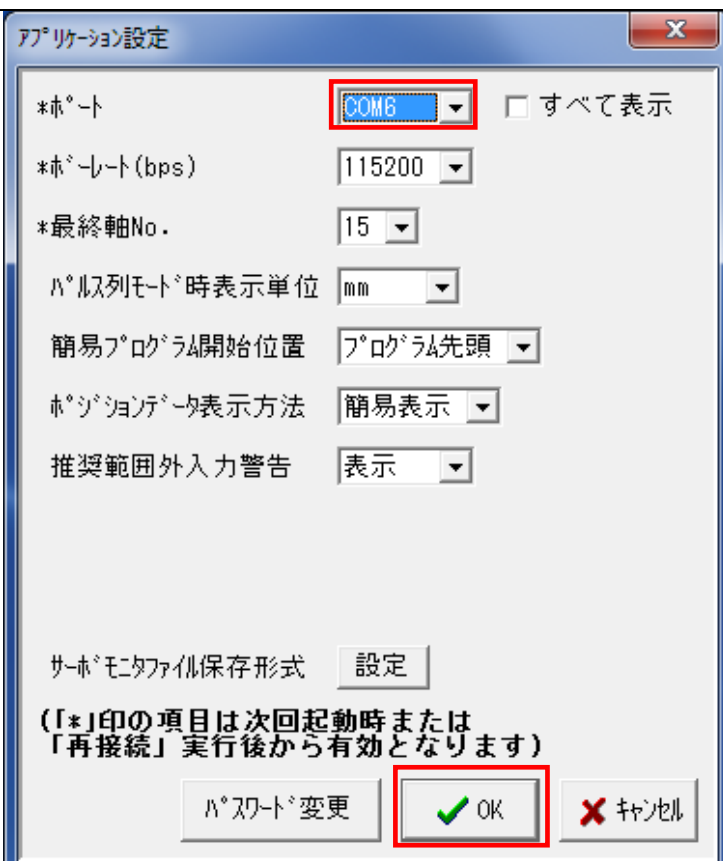 ｱﾌﾟﾘｹｰｼｮﾝ設定
*ﾎﾟｰﾄ COM6 すべて表示
*ﾎﾞｰﾚｰﾄ(bps) 115200
*最終軸No. 15
ﾊﾟﾙｽ列ﾓｰﾄﾞ時表示単位 mm
簡易ﾌﾟﾛｸﾞﾗﾑ開始位置 ﾌﾟﾛｸﾞﾗﾑ先頭
ﾎﾟｼﾞｼｮﾝﾃﾞｰﾀ表示方法 簡易表示
推奨範囲外入力警告 表示
ｻｰﾎﾞﾓﾆﾀﾌｧｲﾙ保存形式 設定
(｢*｣印の項目は次回起動時または
｢再接続｣実行後から有効となります)
ﾊﾟｽﾜｰﾄﾞ変更 OK ｷｬﾝｾﾙ